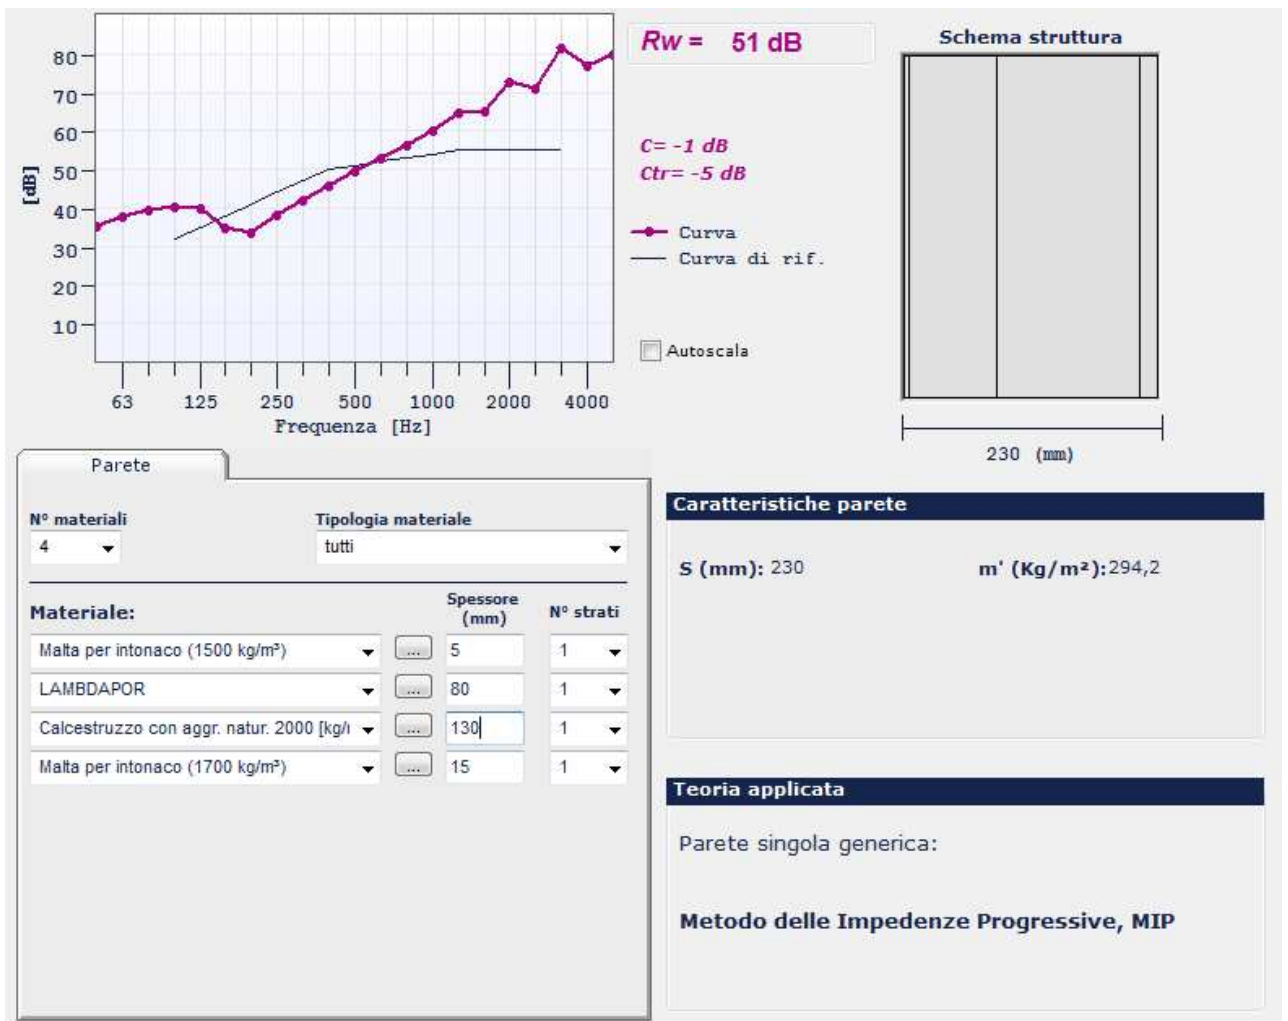 Rw = 51 dB
Schema struttura
80
70
60
50
40
30
20
10
[dB]
C= -1 dB
Ctr= -5 dB
Curva
Curva di rif.
Autoscala
63 125 250 500 1000 2000 4000
Frequenza [Hz]
230 (mm)
Parete
N° materiali
Tipologia materiale
4
tutti
Materiale:
Spessore (mm)
N° strati
Malta per intonaco (1500 kg/m³) ... 5 1
LAMBDAPOR ... 80 1
Calcestruzzo con aggr. natur. 2000 [kg/ ... 130 1
Malta per intonaco (1700 kg/m³) ... 15 1
Caratteristiche parete
S (mm): 230 m' (Kg/m²):294,2
Teoria applicata
Parete singola generica:
Metodo delle Impedenze Progressive, MIP